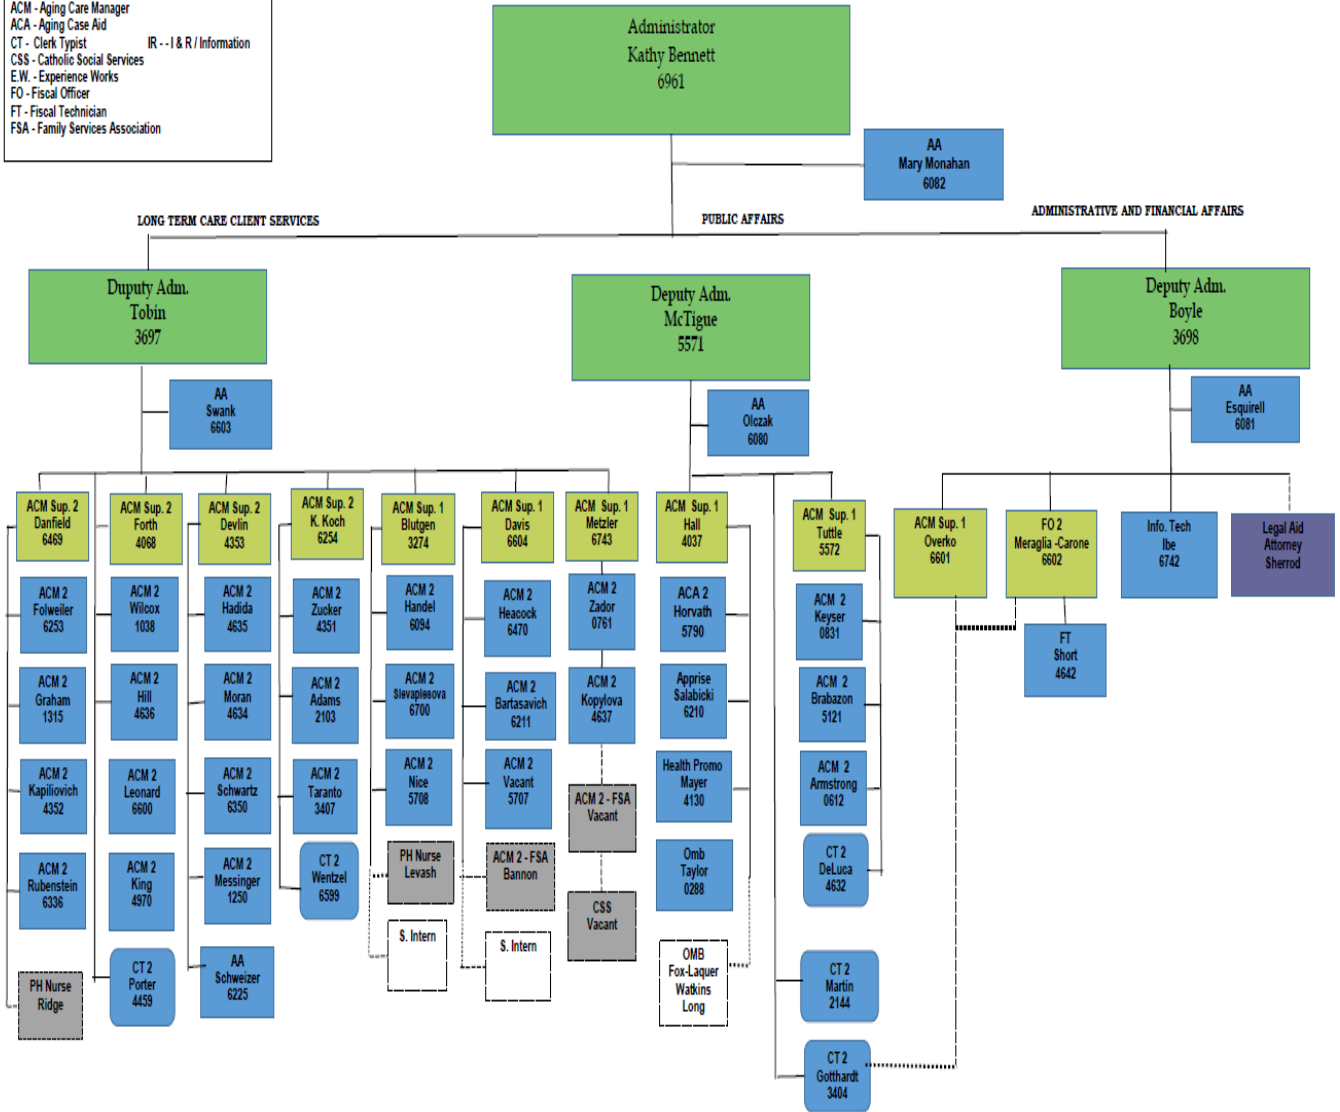 ACM - Aging Care Manager
ACA - Aging Case Aid
CT - Clerk Typist IR - - I & R / Information
CSS - Catholic Social Services
E.W. - Experience Works
FO - Fiscal Officer
FT - Fiscal Technician
FSA - Family Services Association
Administrator
Kathy Bennett
6961
AA
Mary Monahan
6082
LONG TERM CARE CLIENT SERVICES
PUBLIC AFFAIRS
ADMINISTRATIVE AND FINANCIAL AFFAIRS
Duputy Adm.
Tobin
3697
Deputy Adm.
McTigue
5571
Deputy Adm.
Boyle
3698
AA
Swank
6603
AA
Olczak
6080
AA
Esquirell
6081
ACM Sup. 2
Danfield
6469
ACM Sup. 2
Forth
4068
ACM Sup. 2
Devlin
4353
ACM Sup. 2
K. Koch
6254
ACM Sup. 1
Blutgen
3274
ACM Sup. 1
Davis
6604
ACM Sup. 1
Metzler
6743
ACM Sup. 1
Hall
4037
ACM Sup. 1
Tuttle
5572
ACM Sup. 1
Overko
6601
FO 2
Meraglia -Carone
6602
Info. Tech
Ibe
6742
Legal Aid
Attorney
Sherrod
ACM 2
Folweiler
6253
ACM 2
Wilcox
1038
ACM 2
Hadida
4635
ACM 2
Zucker
4351
ACM 2
Handel
6094
ACM 2
Heacock
6470
ACM 2
Zador
0761
ACA 2
Horvath
5790
ACM 2
Keyser
0831
FT
Short
4642
ACM 2
Graham
1315
ACM 2
Hill
4636
ACM 2
Moran
4634
ACM 2
Adams
2103
ACM 2
Slevaplesova
6700
ACM 2
Bartasavich
6211
ACM 2
Kopylova
4637
Apprise
Salabicki
6210
ACM 2
Brabazon
5121
ACM 2
Kapiliovich
4352
ACM 2
Leonard
6600
ACM 2
Schwartz
6350
ACM 2
Taranto
3407
ACM 2
Nice
5708
ACM 2
Vacant
5707
ACM 2 - FSA
Vacant
Health Promo
Mayer
4130
ACM 2
Armstrong
0612
ACM 2
Rubenstein
6336
ACM 2
King
4970
ACM 2
Messinger
1250
CT 2
Wentzel
6599
PH Nurse
Levash
ACM 2 - FSA
Bannon
CSS
Vacant
Omb
Taylor
0288
CT 2
DeLuca
4632
PH Nurse
Ridge
CT 2
Porter
4459
AA
Schweizer
6225
S. Intern
S. Intern
OMB
Fox-Laquer
Watkins
Long
CT 2
Martin
2144
CT 2
Gotthardt
3404